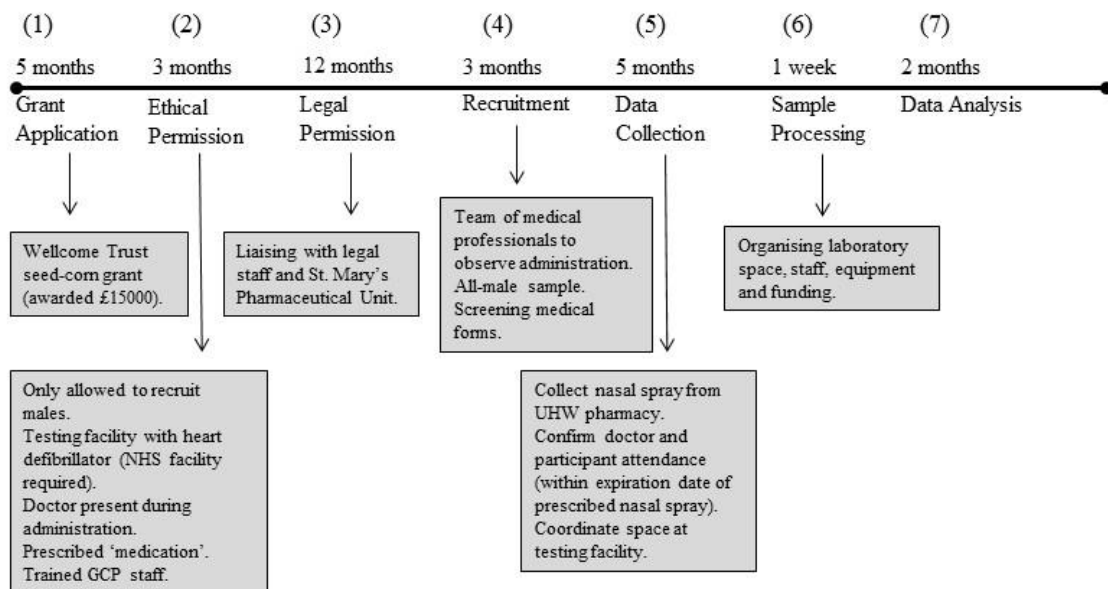 (1)
5 months
Grant
Application
Wellcome Trust
seed-corn grant
(awarded £15000).
(2)
3 months
Ethical
Permission
Only allowed to recruit
males.
Testing facility with heart
defibrillator (NHS facility
required).
Doctor present during
administration.
Prescribed ‘medication’.
Trained GCP staff.
(3)
12 months
Legal
Permission
Liaising with legal
staff and St. Mary’s
Pharmaceutical Unit.
(4)
3 months
Recruitment
Team of medical
professionals to
observe administration.
All-male sample.
Screening medical
forms.
(5)
5 months
Data
Collection
Collect nasal spray from
UHW pharmacy.
Confirm doctor and
participant attendance
(within expiration date of
prescribed nasal spray).
Coordinate space at
testing facility.
(6)
1 week
Sample
Processing
Organising laboratory
space, staff, equipment
and funding.
(7)
2 months
Data Analysis